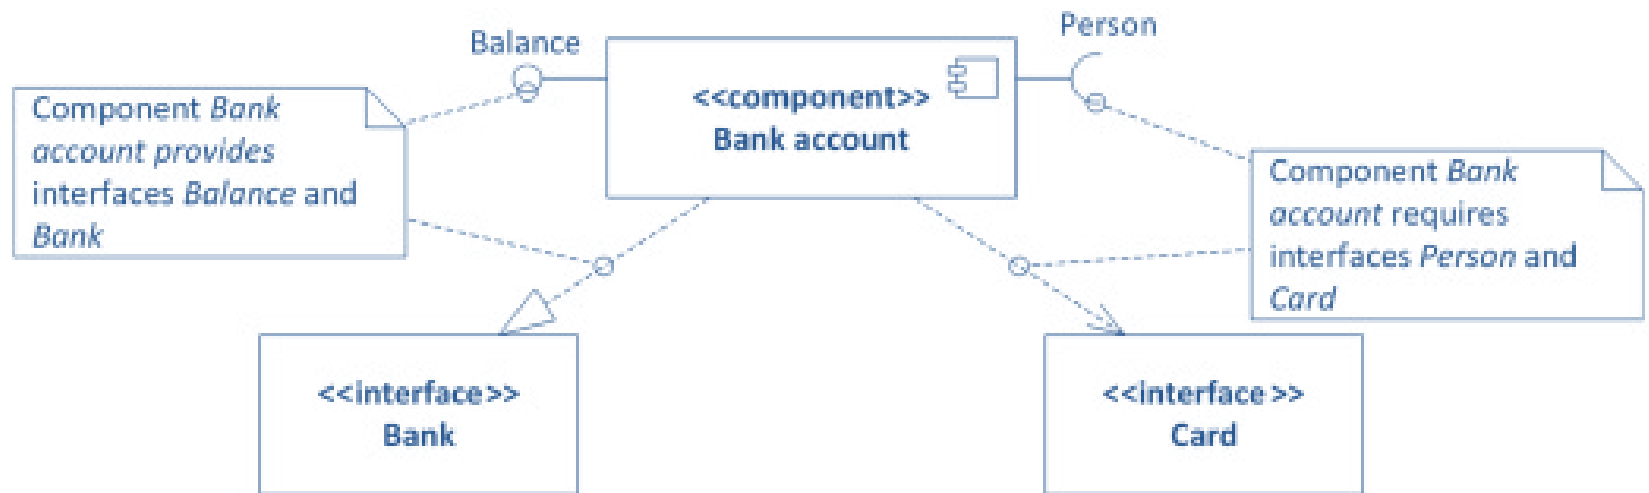 Balance
Person
Component Bank
account provides
interfaces Balance and
Bank
<<component>>
Bank account
Component Bank
account requires
interfaces Person and
Card
<<interface>>
Bank
<<interface>>
Card